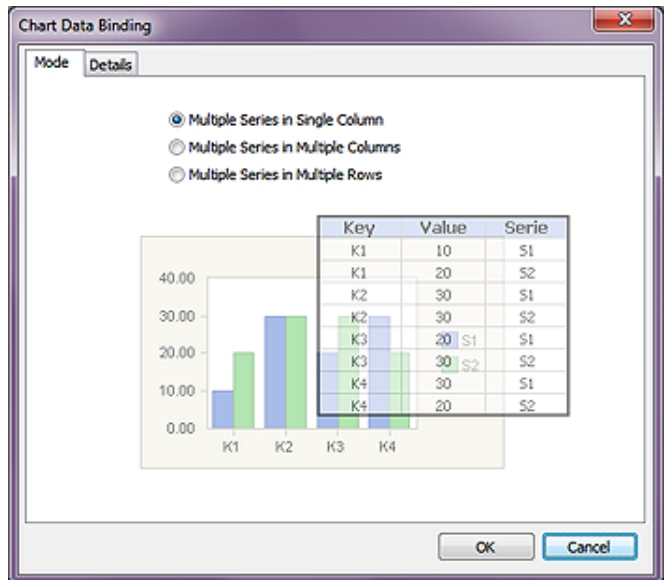 Chart Data Binding
Mode Details
Multiple Series in Single Column
Multiple Series in Multiple Columns
Multiple Series in Multiple Rows
Key Value Serie
K1 10 S1
K1 20 S2
K2 30 S1
K2 30 S2
K3 20 S1
K3 30 S2
K4 30 S1
K4 20 S2
40.00
30.00
20.00
10.00
0.00
K1 K2 K3 K4
S1
S2
OK Cancel